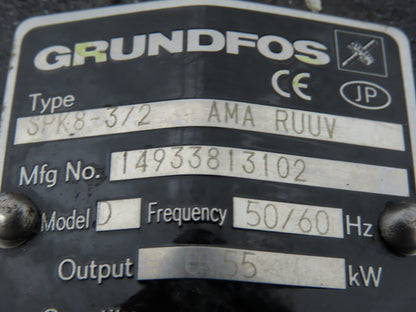 GRUNDFOS
CE JP
Type SPK8-3/2 AMA RUUV
Mfg No. 14933813102
Model D Frequency 50/60 Hz
Output 55 kW